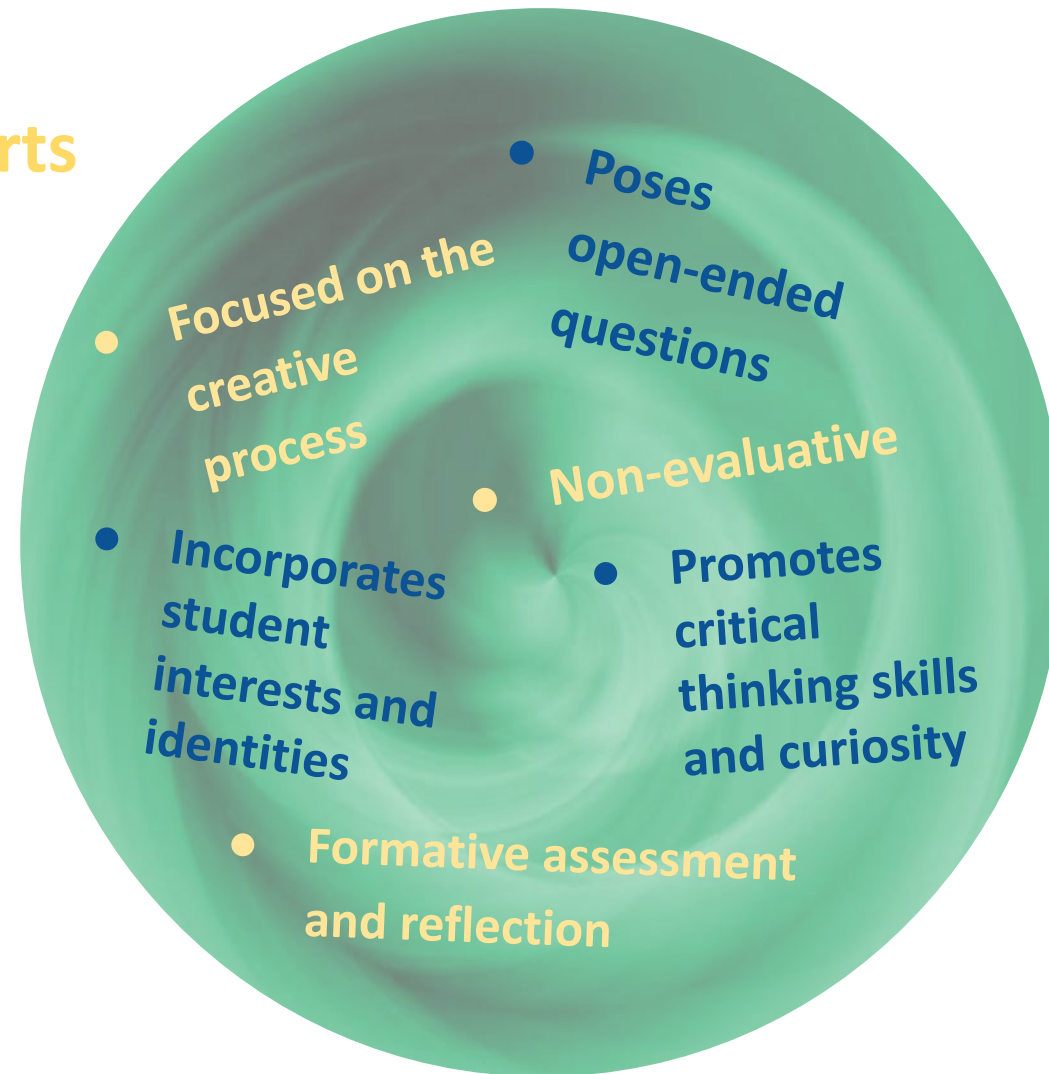 rts
• Poses
open-ended
questions
• Focused on the
creative
process
• Non-evaluative
• Incorporates
student
interests and
identities
• Promotes
critical
thinking skills
and curiosity
• Formative assessment
and reflection